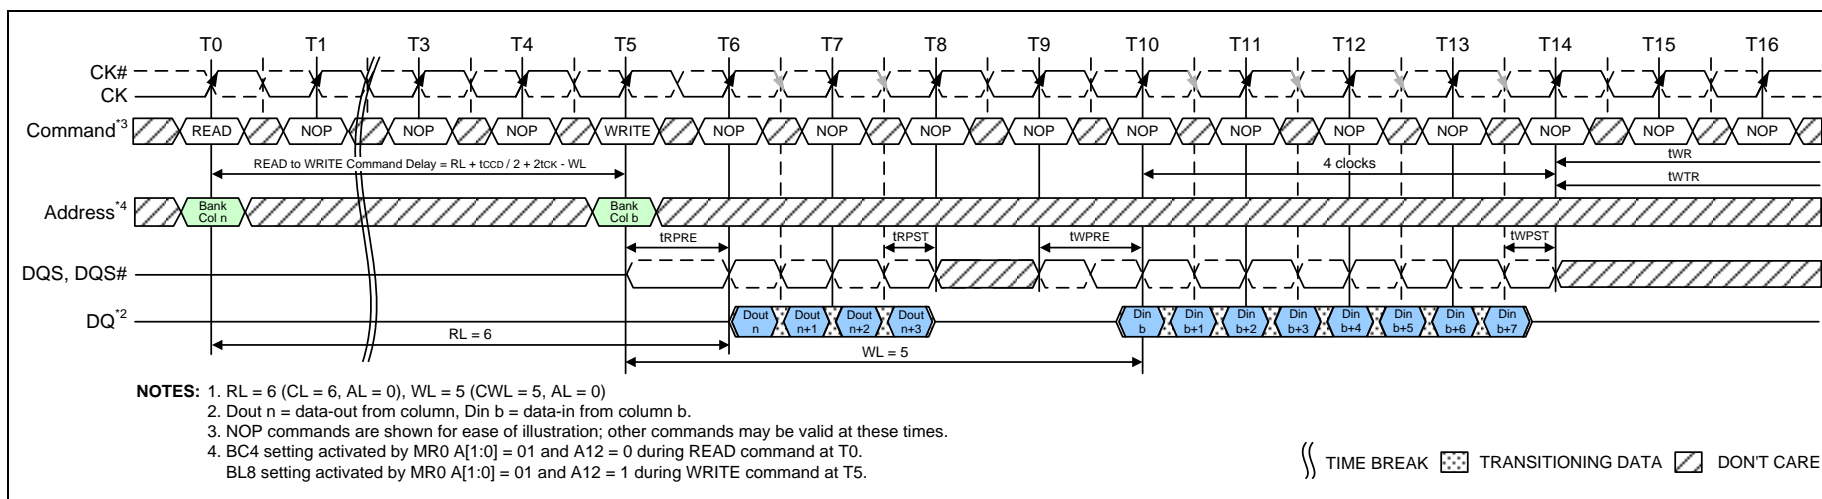 T0 T1 T3 T4 T5 T6 T7 T8 T9 T10 T11 T12 T13 T14 T15 T16
CK#
CK
Command*3 READ NOP NOP NOP WRITE NOP NOP NOP NOP NOP NOP NOP NOP NOP NOP NOP
READ to WRITE Command Delay = RL + tCCD / 2 + 2tCK - WL 4 clocks tWR
tWTR
Address*4 Bank Col n Bank Col b
tRPRE tRPST tWPRE tWPST
DQS, DQS#
DQ*2 Dout n Dout n+1 Dout n+2 Dout n+3 Din b Din b+1 Din b+2 Din b+3 Din b+4 Din b+5 Din b+6 Din b+7
RL = 6
WL = 5
NOTES: 1. RL = 6 (CL = 6, AL = 0), WL = 5 (CWL = 5, AL = 0)
2. Dout n = data-out from column, Din b = data-in from column b.
3. NOP commands are shown for ease of illustration; other commands may be valid at these times.
4. BC4 setting activated by MR0 A[1:0] = 01 and A12 = 0 during READ command at T0.
BL8 setting activated by MR0 A[1:0] = 01 and A12 = 1 during WRITE command at T5.
TIME BREAK TRANSITIONING DATA DON'T CARE